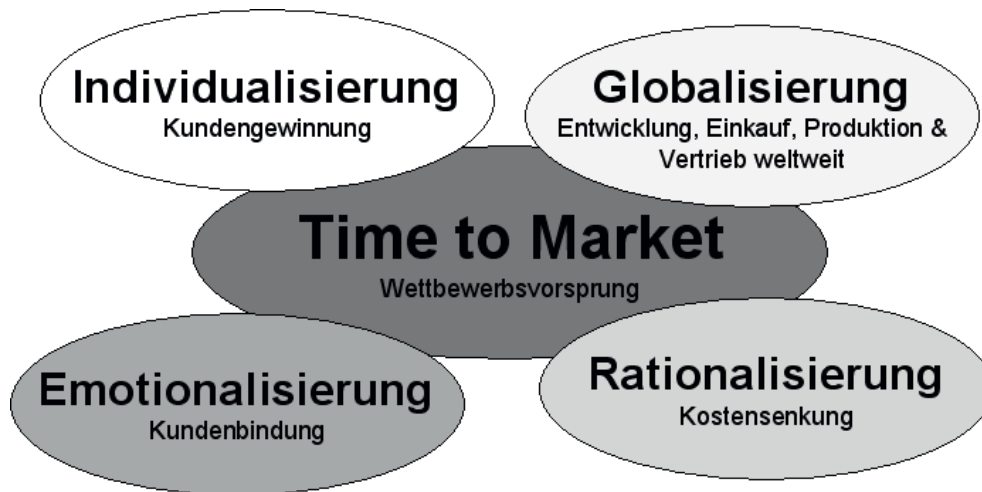 Individualisierung
Kundengewinnung
Globalisierung
Entwicklung, Einkauf, Produktion &
Vertrieb weltweit
Time to Market
Wettbewerbsvorsprung
Emotionalisierung
Kundenbindung
Rationalisierung
Kostensenkung